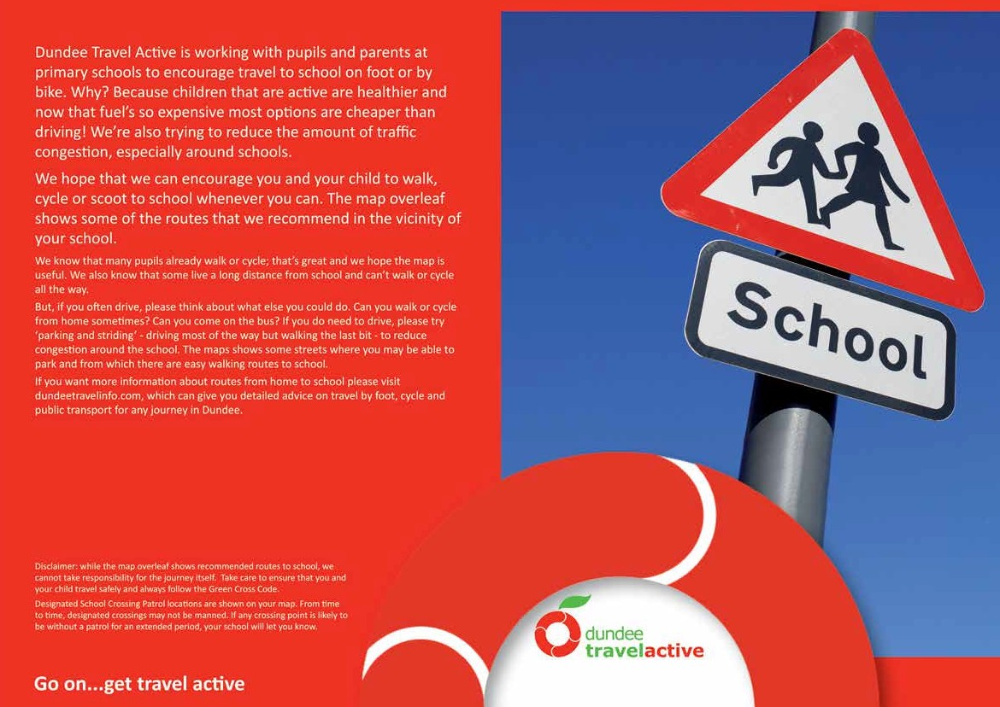 Dundee Travel Active is working with pupils and parents at
primary schools to encourage travel to school on foot or by
bike. Why? Because children that are active are healthier and
now that fuel's so expensive most options are cheaper than
driving! We're also trying to reduce the amount of traffic
congestion, especially around schools.
We hope that we can encourage you and your child to walk,
cycle or scoot to school whenever you can. The map overleaf
shows some of the routes that we recommend in the vicinity of
your school.
We know that many pupils already walk or cycle; that's great and we hope the map is
useful. We also know that some live a long distance from school and can't walk or cycle
all the way.
But, if you often drive, please think about what else you could do. Can you walk or cycle
from home sometimes? Can you come on the bus? If you do need to drive, please try
'parking and striding' - driving most of the way but walking the last bit - to reduce
congestion around the school. The maps shows some streets where you may be able to
park and from which there are easy walking routes to school.
If you want more information about routes from home to school please visit
dundeetravelinfo.com, which can give you detailed advice on travel by foot, cycle and
public transport for any journey in Dundee.
Disclaimer: while the map overleaf shows recommended routes to school, we
cannot take responsibility for the journey itself. Take care to ensure that you and
your child travel safely and always follow the Green Cross Code.
Designated School Crossing Patrol locations are shown on your map. From time
to time, designated crossings may not be manned. If any crossing point is likely to
be without a patrol for an extended period, your school will let you know.
Go on...get travel active
School
dundee
travelactive